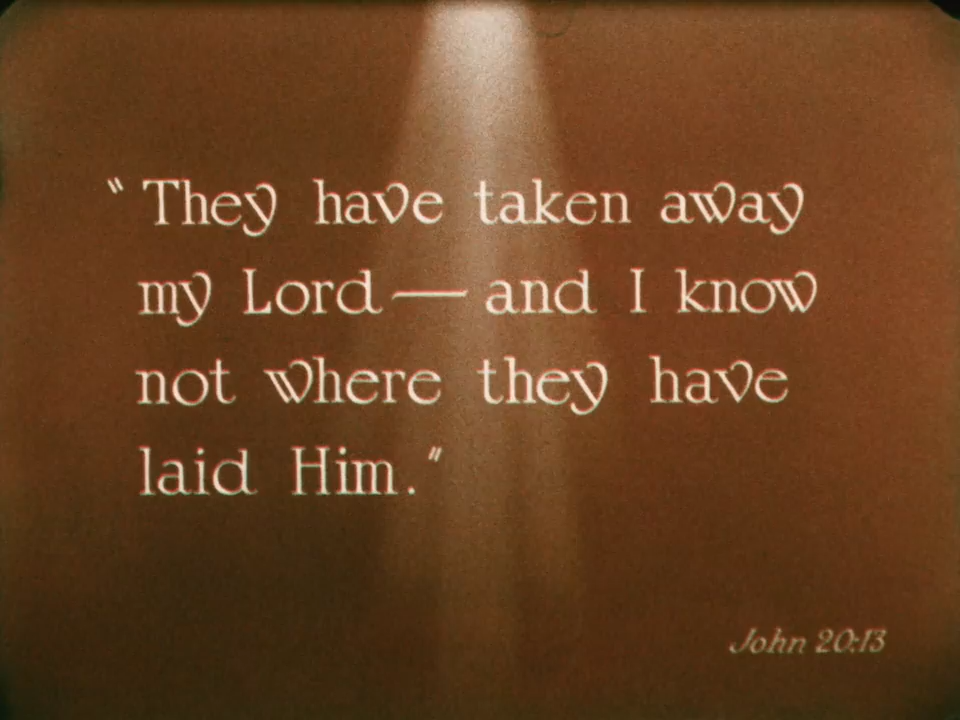 “They have taken away
my Lord — and I know
not where they have
laid Him.”
John 20:13